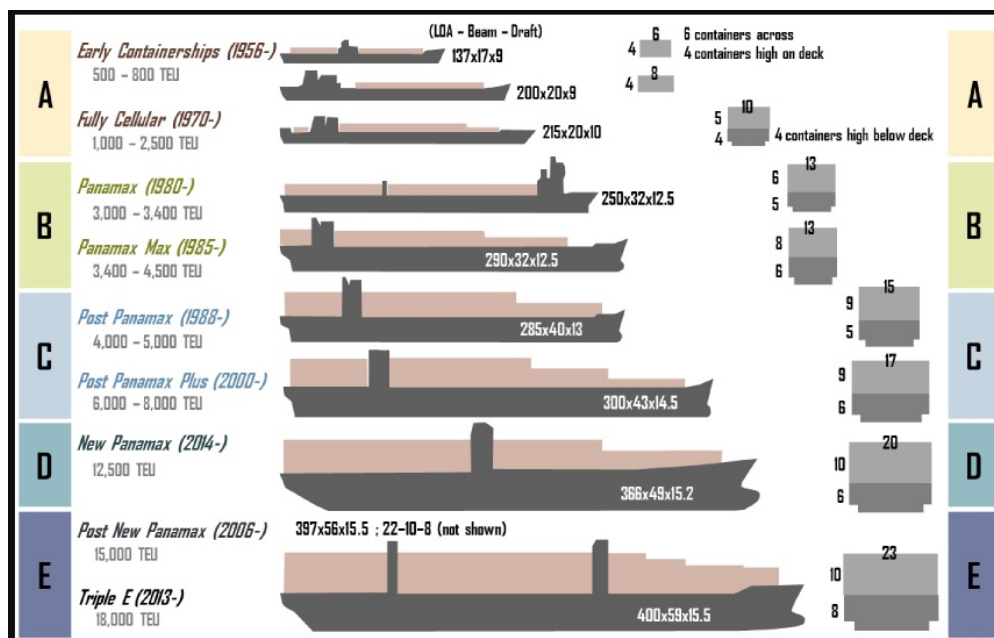 (LOA – Beam – Draft)
A
Early Containerships (1956-)
500 – 800 TEU
137x17x9
6
4
6 containers across
4 containers high on deck
200x20x9
8
4
Fully Cellular (1970-)
1,000 – 2,500 TEU
215x20x10
10
5
4
4 containers high below deck
A
B
Panamax (1980-)
3,000 – 3,400 TEU
250x32x12.5
13
6
5
Panamax Max (1985-)
3,400 – 4,500 TEU
290x32x12.5
13
8
6
B
C
Post Panamax (1988-)
4,000 – 5,000 TEU
285x40x13
15
9
5
Post Panamax Plus (2000-)
6,000 – 8,000 TEU
300x43x14.5
17
9
6
C
D
New Panamax (2014-)
12,500 TEU
366x49x15.2
20
10
6
D
E
Post New Panamax (2006-)
15,000 TEU
397x56x15.5 ; 22-10-8 (not shown)
Triple E (2013-)
18,000 TEU
400x59x15.5
23
10
8
E